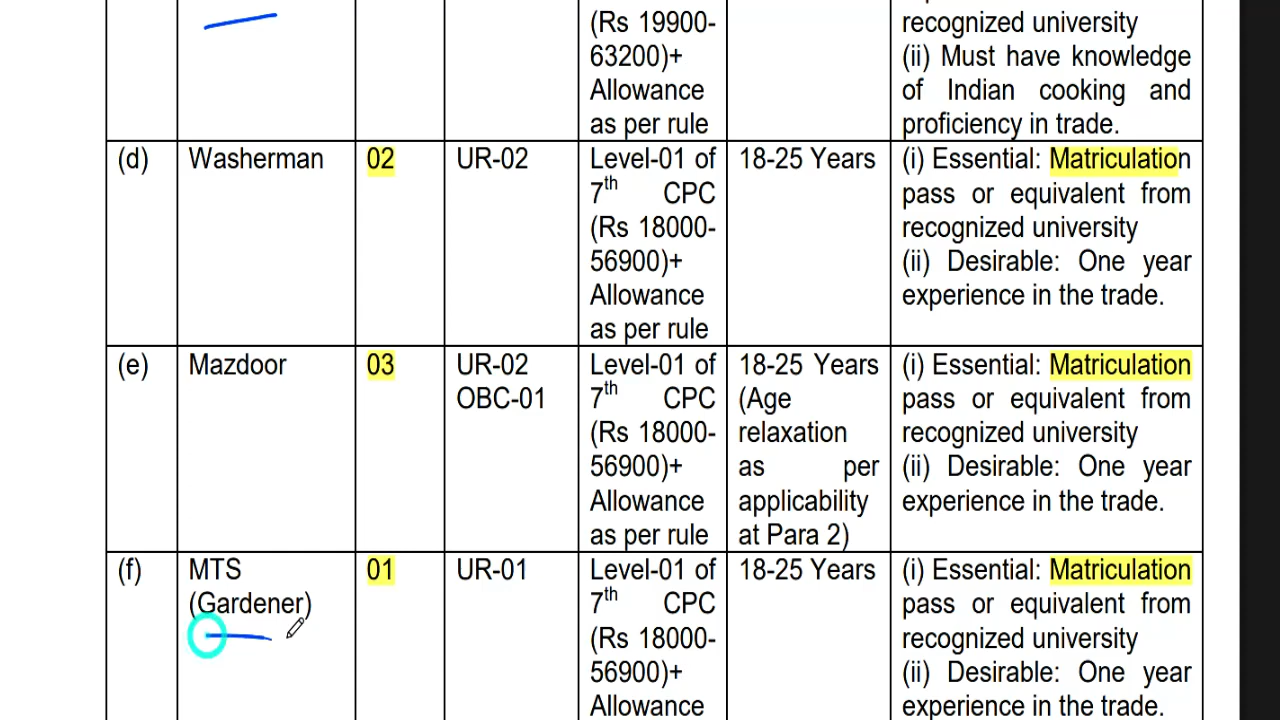 (Rs 19900-
63200)+
Allowance
as per rule
recognized university
(ii) Must have knowledge
of Indian cooking and
proficiency in trade.
(d)
Washerman
02
UR-02
Level-01 of
7th CPC
(Rs 18000-
56900)+
Allowance
as per rule
18-25 Years
(i) Essential: Matriculation
pass or equivalent from
recognized university
(ii) Desirable: One year
experience in the trade.
(e)
Mazdoor
03
UR-02
OBC-01
Level-01 of
7th CPC
(Rs 18000-
56900)+
Allowance
as per rule
18-25 Years
(Age
relaxation
as per
applicability
at Para 2)
(i) Essential: Matriculation
pass or equivalent from
recognized university
(ii) Desirable: One year
experience in the trade.
(f)
MTS
(Gardener)
01
UR-01
Level-01 of
7th CPC
(Rs 18000-
56900)+
Allowance
18-25 Years
(i) Essential: Matriculation
pass or equivalent from
recognized university
(ii) Desirable: One year
experience in the trade.